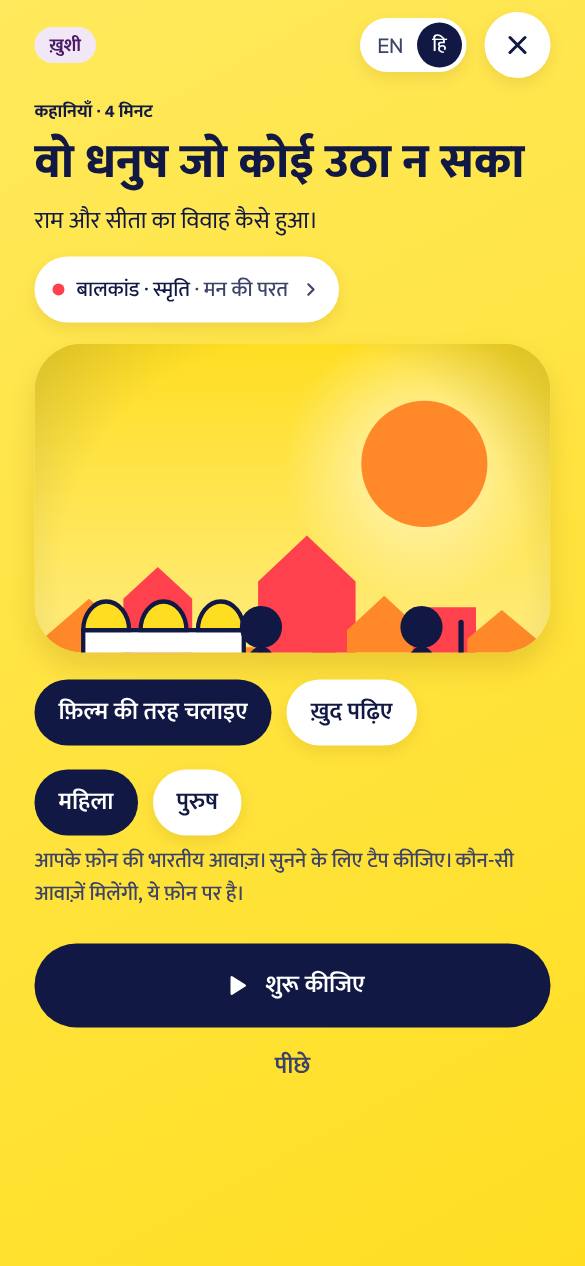 ख़ुशी
EN हि
कहानियाँ · 4 मिनट
वो धनुष जो कोई उठा न सका
राम और सीता का विवाह कैसे हुआ।
बालकांड · स्मृति · मन की परत
फ़िल्म की तरह चलाइए
ख़ुद पढ़िए
महिला
पुरुष
आपके फ़ोन की भारतीय आवाज़। सुनने के लिए टैप कीजिए। कौन-सी
आवाज़ें मिलेंगी, ये फ़ोन पर है।
शुरू कीजिए
पीछे